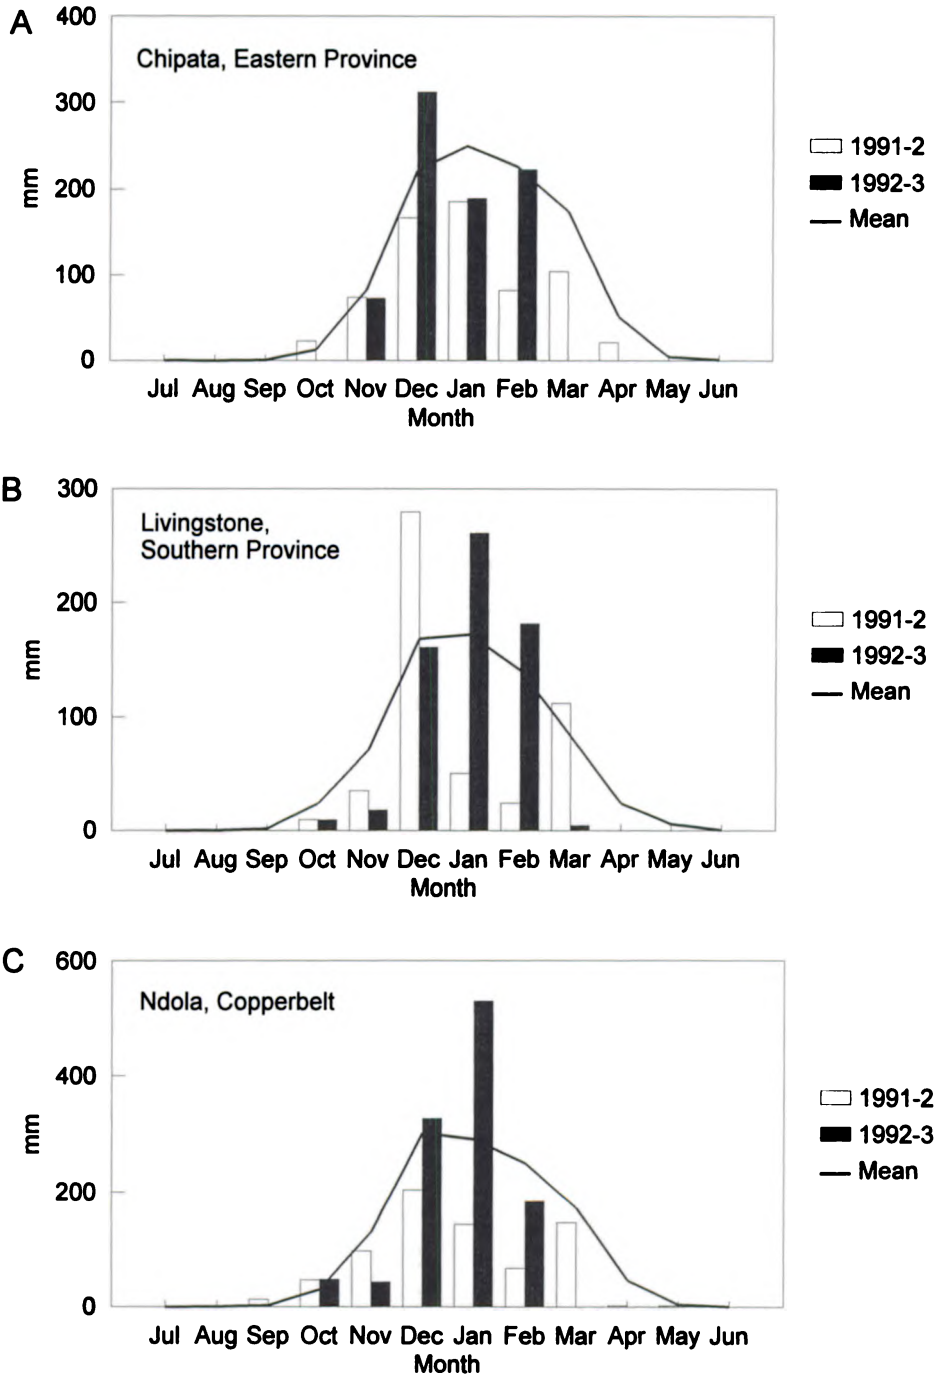 A
400
Chipata, Eastern Province
300
200
100
0
mm
Jul Aug Sep Oct Nov Dec Jan Feb Mar Apr May Jun
Month
1991-2
1992-3
Mean
B
300
Livingstone,
Southern Province
200
100
0
mm
Jul Aug Sep Oct Nov Dec Jan Feb Mar Apr May Jun
Month
1991-2
1992-3
Mean
C
600
Ndola, Copperbelt
400
200
0
mm
Jul Aug Sep Oct Nov Dec Jan Feb Mar Apr May Jun
Month
1991-2
1992-3
Mean